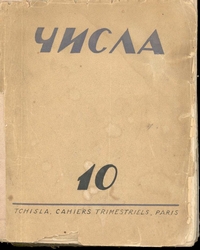 ЧИСЛА
10
TCHISLA, CAHIERS TRIMESTRIELS, PARIS